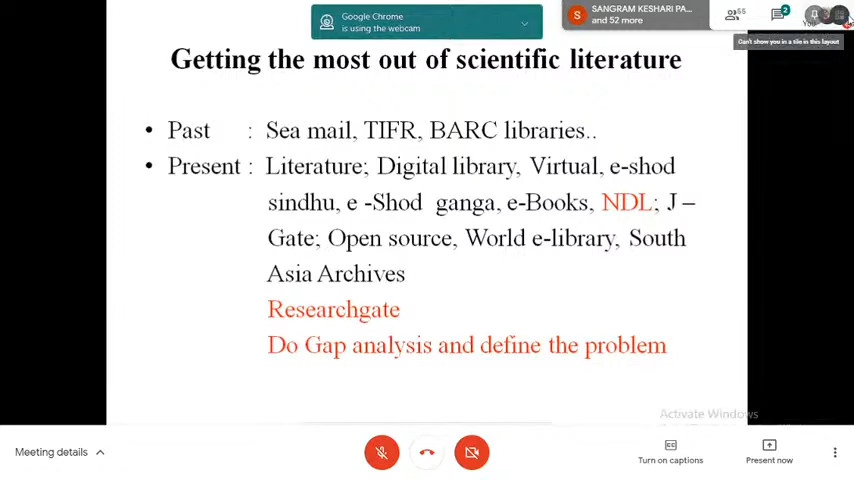 Google Chrome
is using the webcam
SANGRAM KESHARI PA...
and 52 more
S
55
2
You
Can't show you in a tile in this layout
Getting the most out of scientific literature
• Past : Sea mail, TIFR, BARC libraries..
• Present : Literature; Digital library, Virtual, e-shod
sindhu, e -Shod ganga, e-Books, NDL; J –
Gate; Open source, World e-library, South
Asia Archives
Researchgate
Do Gap analysis and define the problem
Activate Windows
Meeting details
Turn on captions
Present now